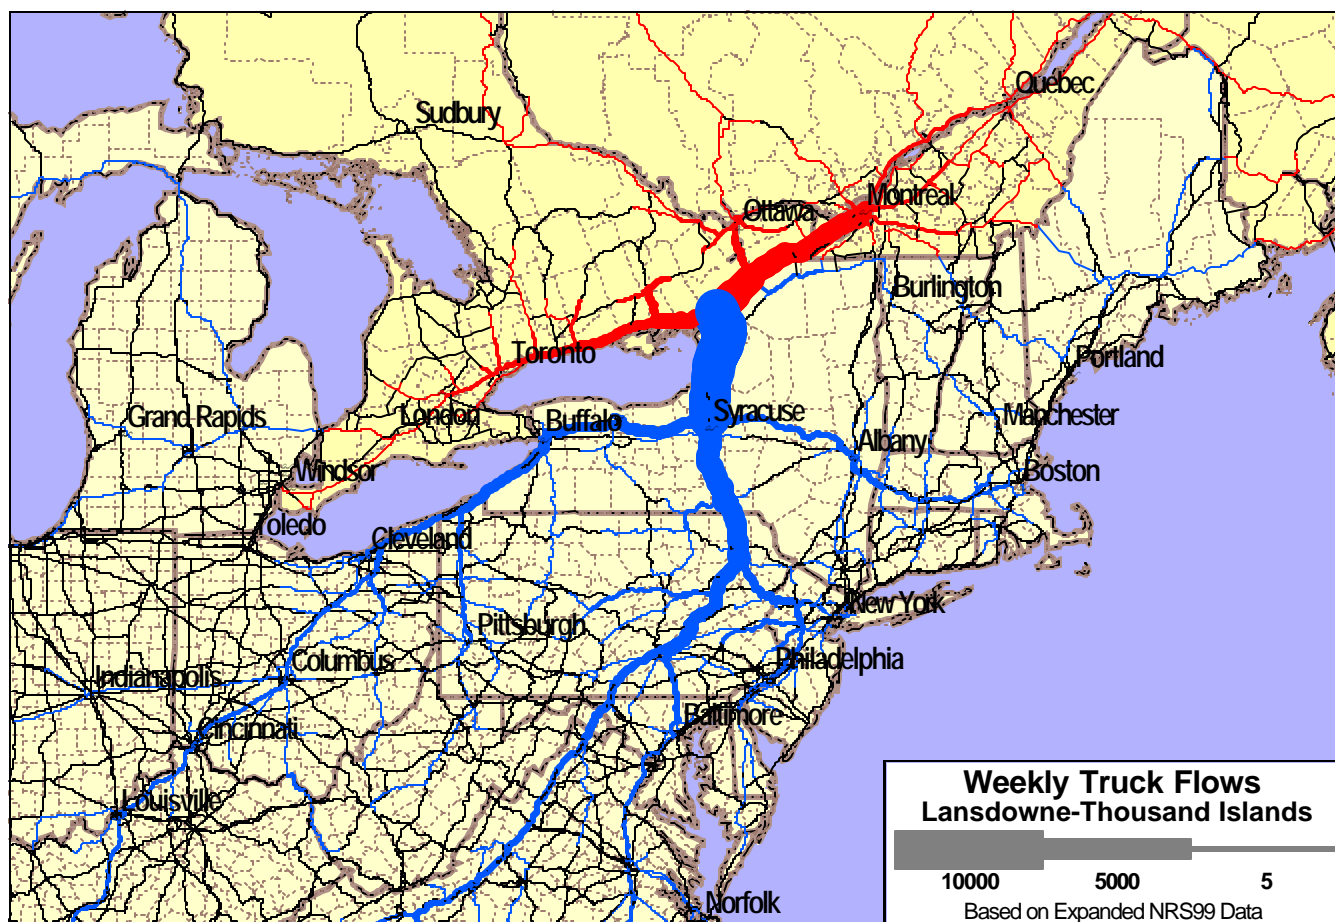 Quebec
Sudbury
Montreal
Ottawa
Burlington
Toronto
Portland
Grand Rapids
London
Buffalo
Syracuse
Manchester
Albany
Windsor
Boston
Toledo
Cleveland
New York
Pittsburgh
Columbus
Philadelphia
Indianapolis
Baltimore
Cincinnati
Louisville
Norfolk
Weekly Truck Flows
Lansdowne-Thousand Islands
10000 5000 5
Based on Expanded NRS99 Data